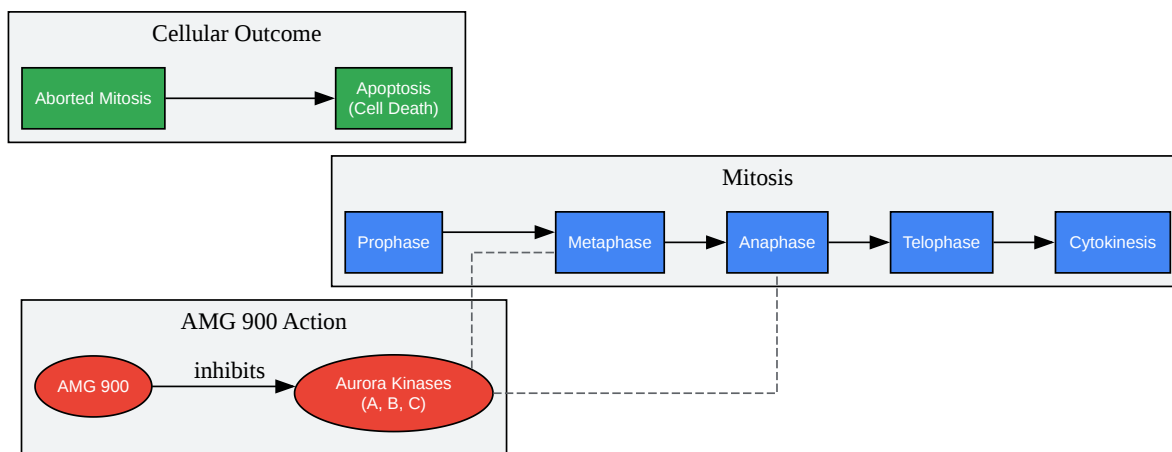 Cellular Outcome
Aborted Mitosis
Apoptosis
(Cell Death)
Mitosis
Prophase
Metaphase
Anaphase
Telophase
Cytokinesis
AMG 900 Action
AMG 900
inhibits
Aurora Kinases
(A, B, C)